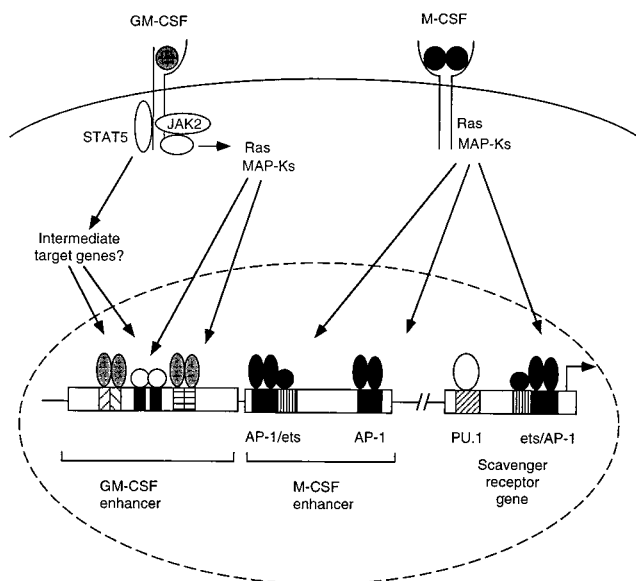 GM-CSF
M-CSF
STAT5
JAK2
Ras
MAP-Ks
Ras
MAP-Ks
Intermediate
target genes?
AP-1/ets
AP-1
PU.1
ets/AP-1
GM-CSF
enhancer
M-CSF
enhancer
Scavenger
receptor
gene